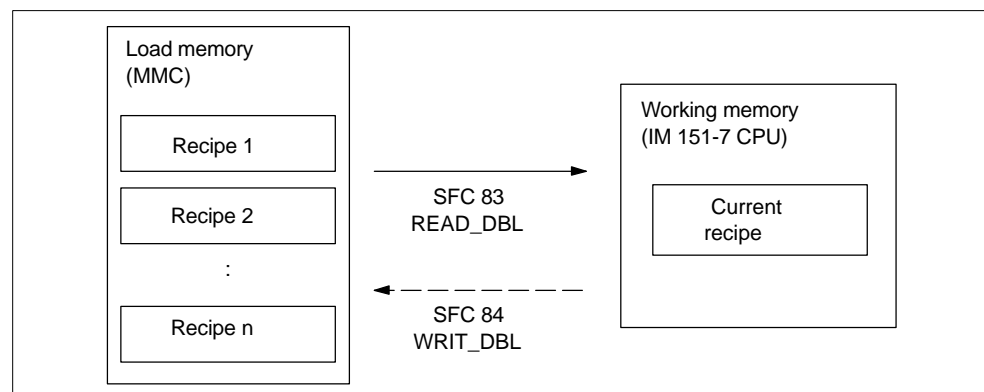 Load memory
(MMC)
Recipe 1
Recipe 2
:
Recipe n
SFC 83
READ_DBL
SFC 84
WRIT_DBL
Working memory
(IM 151-7 CPU)
Current
recipe